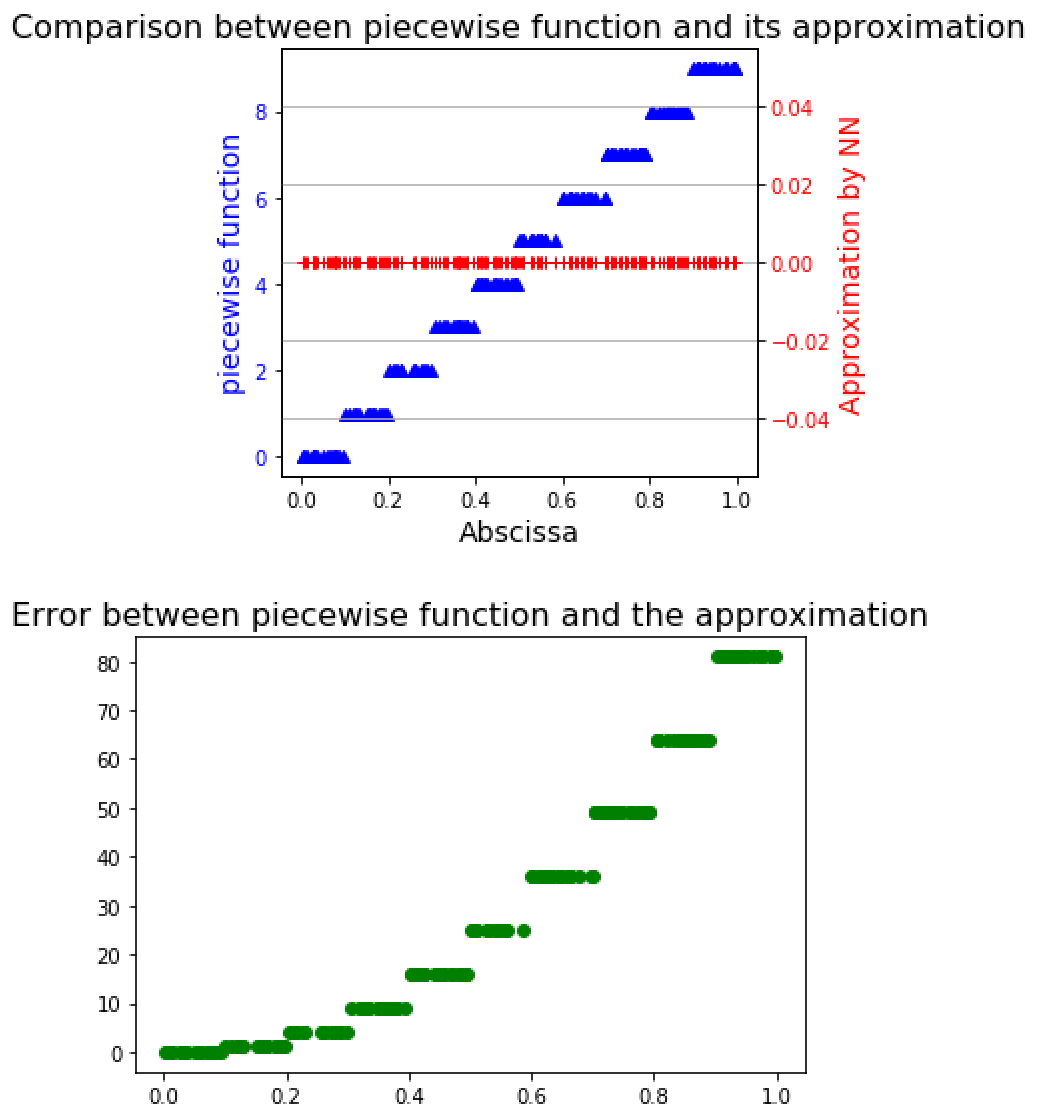 Comparison between piecewise function and its approximation
piecewise function
8
6
4
2
0
0.04
0.02
0.00
−0.02
−0.04
Approximation by NN
0.0 0.2 0.4 0.6 0.8 1.0
Abscissa
Error between piecewise function and the approximation
80
70
60
50
40
30
20
10
0
0.0 0.2 0.4 0.6 0.8 1.0